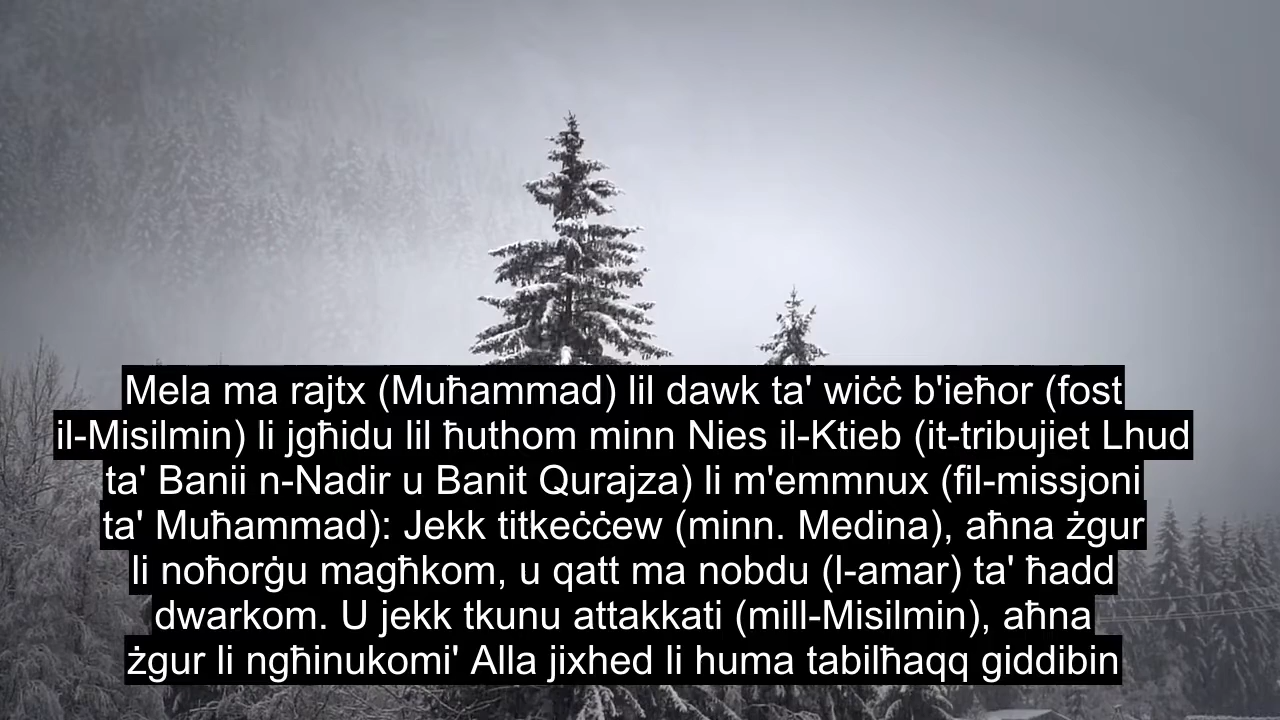 Mela ma rajtx (Muħammad) lil dawk ta' wiċċ b'ieħor (fost
il-Misilmin) li jgħidu Iil ħuthom minn Nies il-Ktieb (it-tribujiet Lhud
ta' Banii n-Nadir u Banit Qurajza) li m'emmnux (fil-missjoni
ta' Muħammad): Jekk titkeċċew (minn. Medina), aħna żgur
li noħorġu magħkom, u qatt ma nobdu (l-amar) ta' ħadd
dwarkom. U jekk tkunu attakkati (mill-Misilmin), aħna
żgur li ngħinukomi' Alla jixhed li huma tabilħaqq giddibin